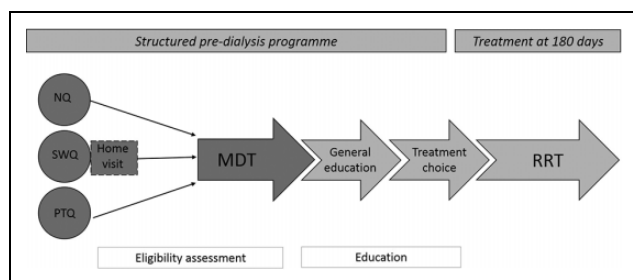 Structured pre-dialysis programme
Treatment at 180 days
NQ
SWQ
Home
visit
PTQ
MDT
General
education
Treatment
choice
RRT
Eligibility assessment
Education